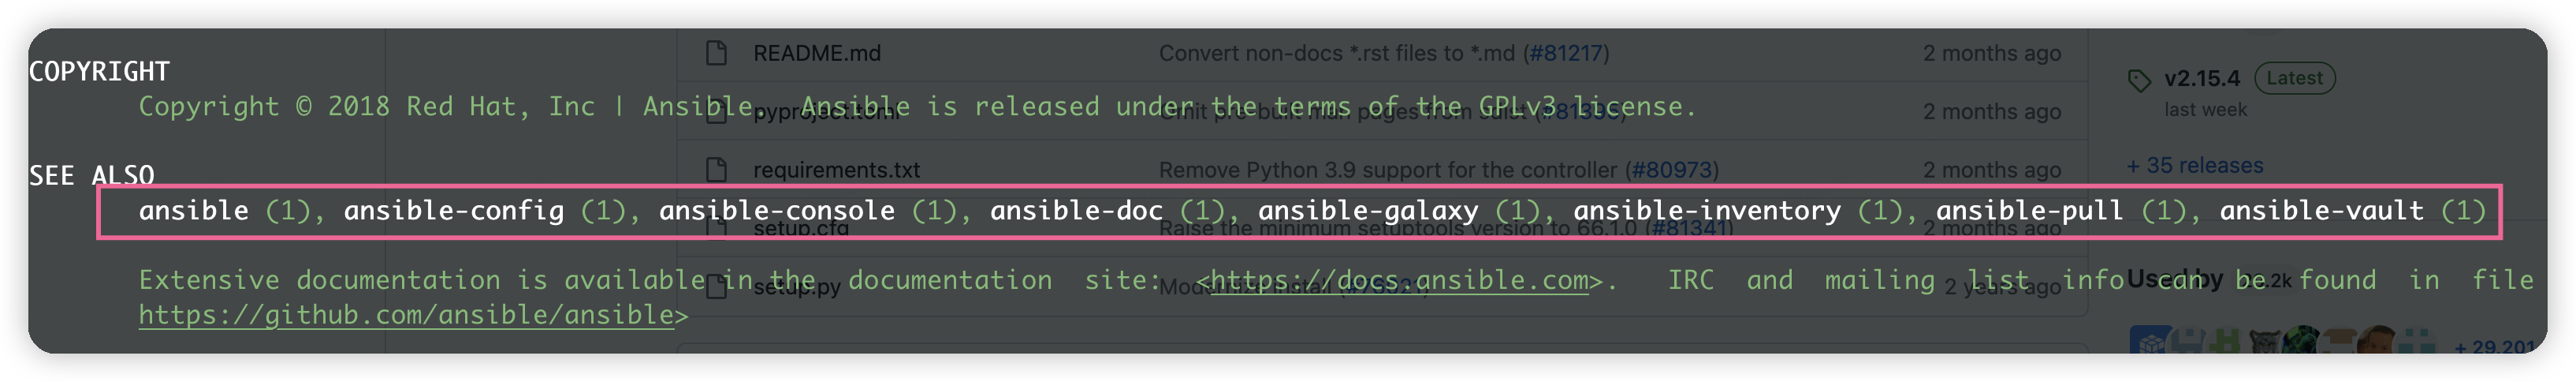 README.md Convert non-docs *.rst files to *.md (#81217) 2 months ago
COPYRIGHT
v2.15.4 Latest
Copyright © 2018 Red Hat, Inc | Ansible. Ansible is released under the terms of the GPLv3 license.
pyproject.toml 2 months ago
last week
requirements.txt Remove Python 3.9 support for the controller (#80973) 2 months ago
+ 35 releases
SEE ALSO
ansible (1), ansible-config (1), ansible-console (1), ansible-doc (1), ansible-galaxy (1), ansible-inventory (1), ansible-pull (1), ansible-vault (1)
setup.cfg Raise the minimum setuptools version to 66.1.0 (#81341) 2 months ago
Extensive documentation is available in the documentation site: <https://docs.ansible.com>. IRC and mailing list info can be found in file
setup.py 2 years ago
Used by
https://github.com/ansible/ansible>
+ 29,201